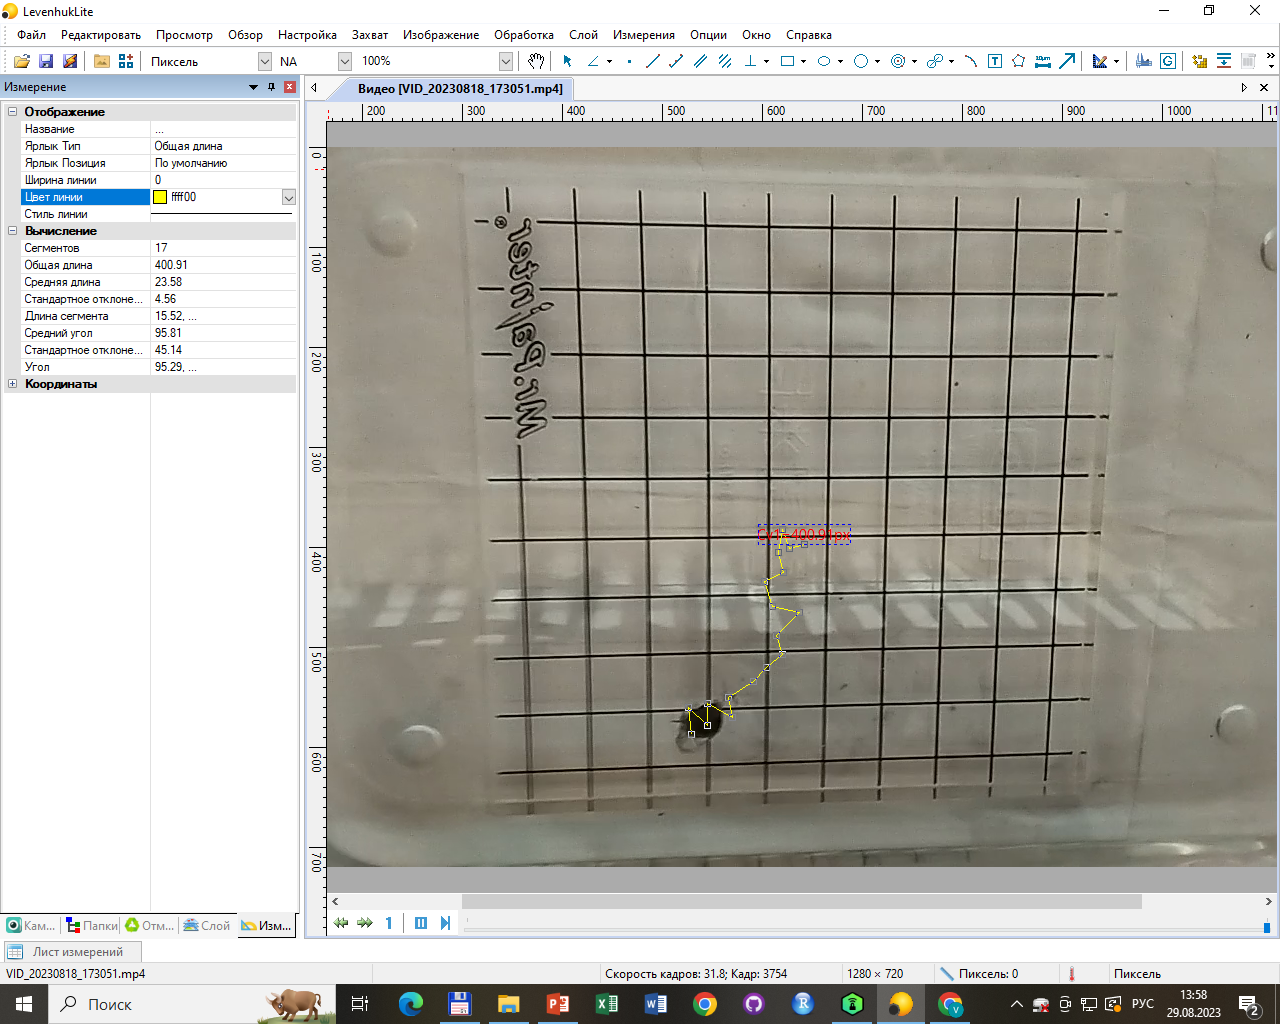 LevenhukLite
Файл Редактировать Просмотр Обзор Настройка Захват Изображение Обработка Слой Измерения Опции Окно Справка
Пиксель NA 100%
Измерение
Видео [VID_20230818_173051.mp4]
Отображение
Название ...
Ярлык Тип Общая длина
Ярлык Позиция По умолчанию
Ширина линии 0
Цвет линии ffff00
Стиль линии
Вычисление
Сегментов 17
Общая длина 400.91
Средняя длина 23.58
Стандартное отклоне... 4.56
Длина сегмента 15.52, ...
Средний угол 95.81
Стандартное отклоне... 45.14
Угол 95.29, ...
Координаты
200 300 400 500 600 700 800 900 1000
0
100
200
300
400
500
600
700
Mr.Painter®
Кам... Папки Отм... Слой Изм...
1
Лист измерений
VID_20230818_173051.mp4 Скорость кадров: 31.8; Кадр: 3754 1280 × 720 Пиксель: 0 Пиксель
Поиск
РУС
13:58
29.08.2023
2